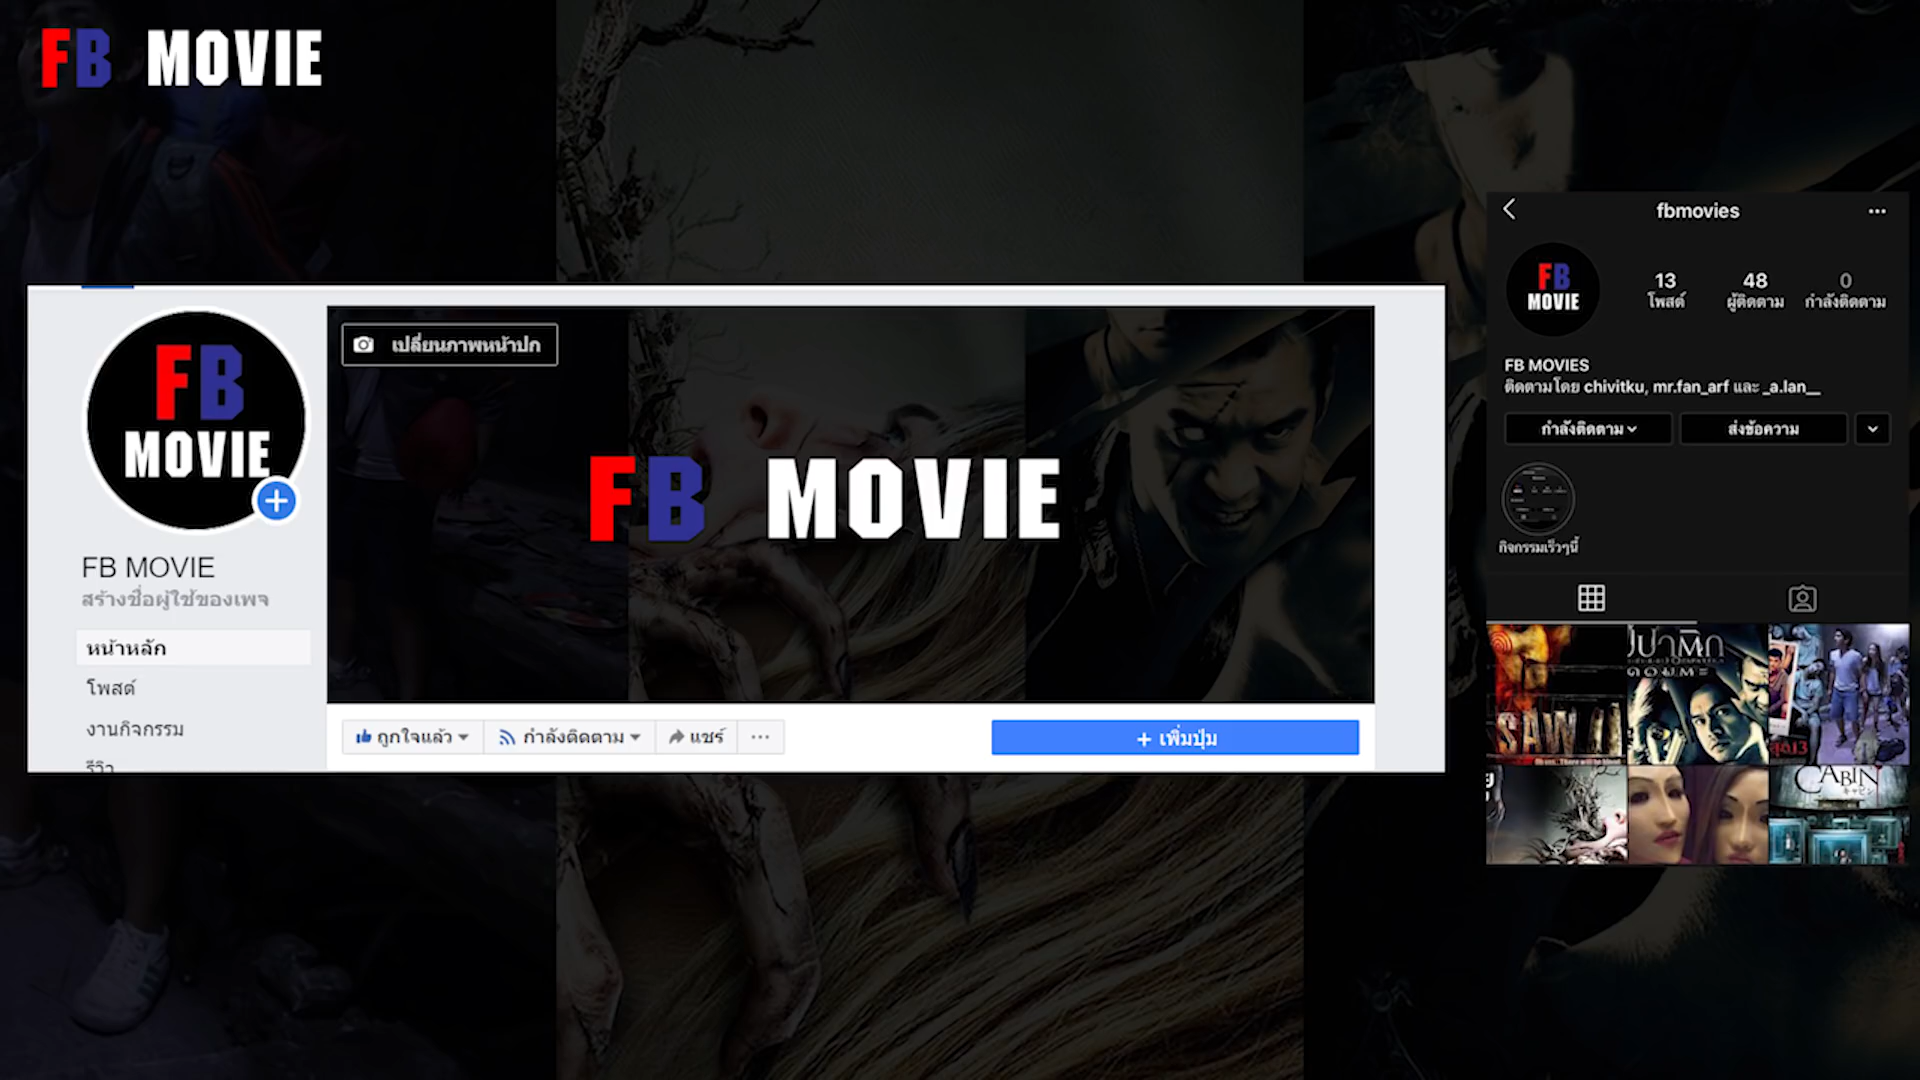 FB MOVIE
FB
MOVIE
FB MOVIE
สร้างชื่อผู้ใช้ของเพจ
หน้าหลัก
โพสต์
งานกิจกรรม
รีวิว
เปลี่ยนภาพหน้าปก
FB MOVIE
ถูกใจแล้ว
กำลังติดตาม
แชร์
+ เพิ่มปุ่ม
fbmovies
FB
MOVIE
13 48 0
โพสต์ ผู้ติดตาม กำลังติดตาม
FB MOVIES
ติดตามโดย chivitku, mr.fan_arf และ _a.lan__
กำลังติดตาม ส่งข้อความ
กิจกรรมเร็วๆนี้
SAW II
CABIN
キャビン